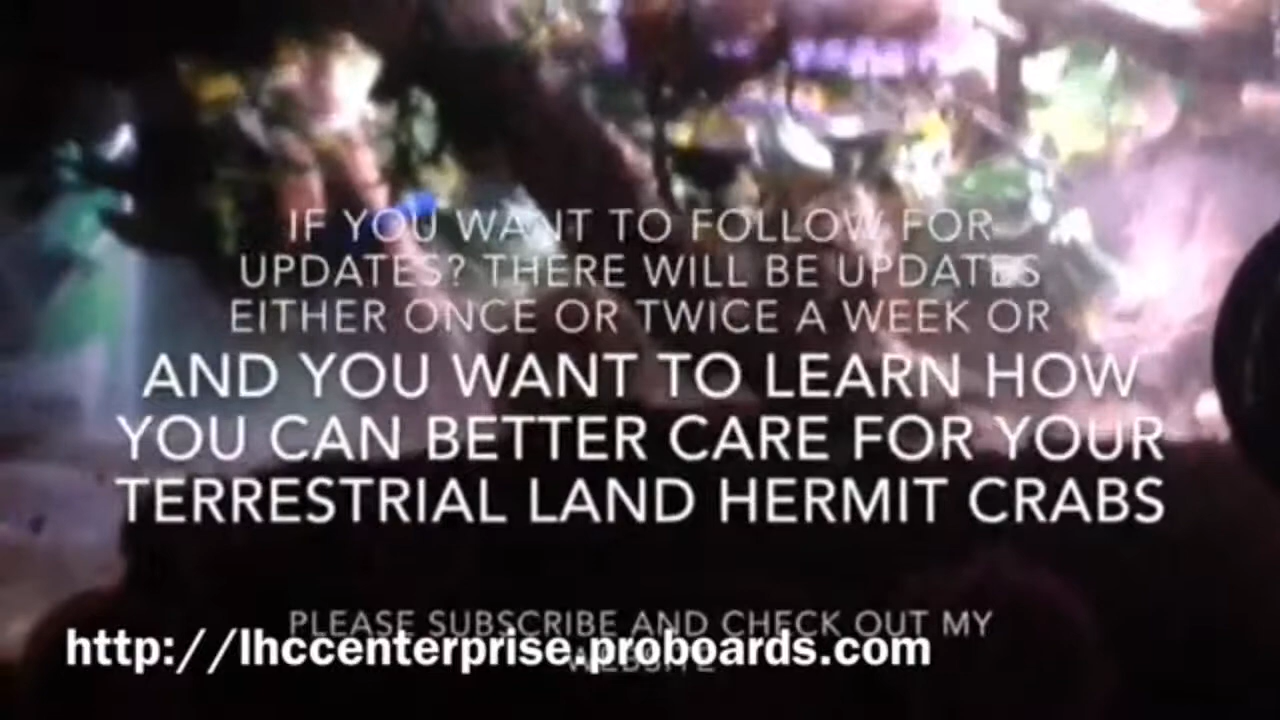 IF YOU WANT TO FOLLOW FOR
UPDATES? THERE WILL BE UPDATES
EITHER ONCE OR TWICE A WEEK OR
AND YOU WANT TO LEARN HOW
YOU CAN BETTER CARE FOR YOUR
TERRESTRIAL LAND HERMIT CRABS
PLEASE SUBSCRIBE AND CHECK OUT MY
WEBSITE
http://lhccenterprise.proboards.com